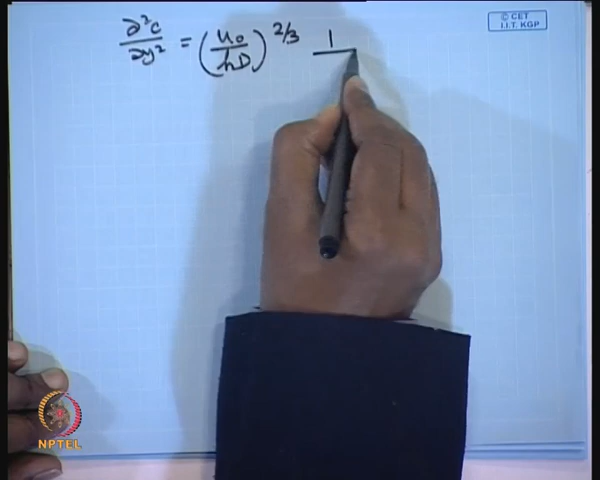 ∂²c/∂y² = (u₀/hD)^(2/3) 1/
© CET
I.I.T. KGP
NPTEL